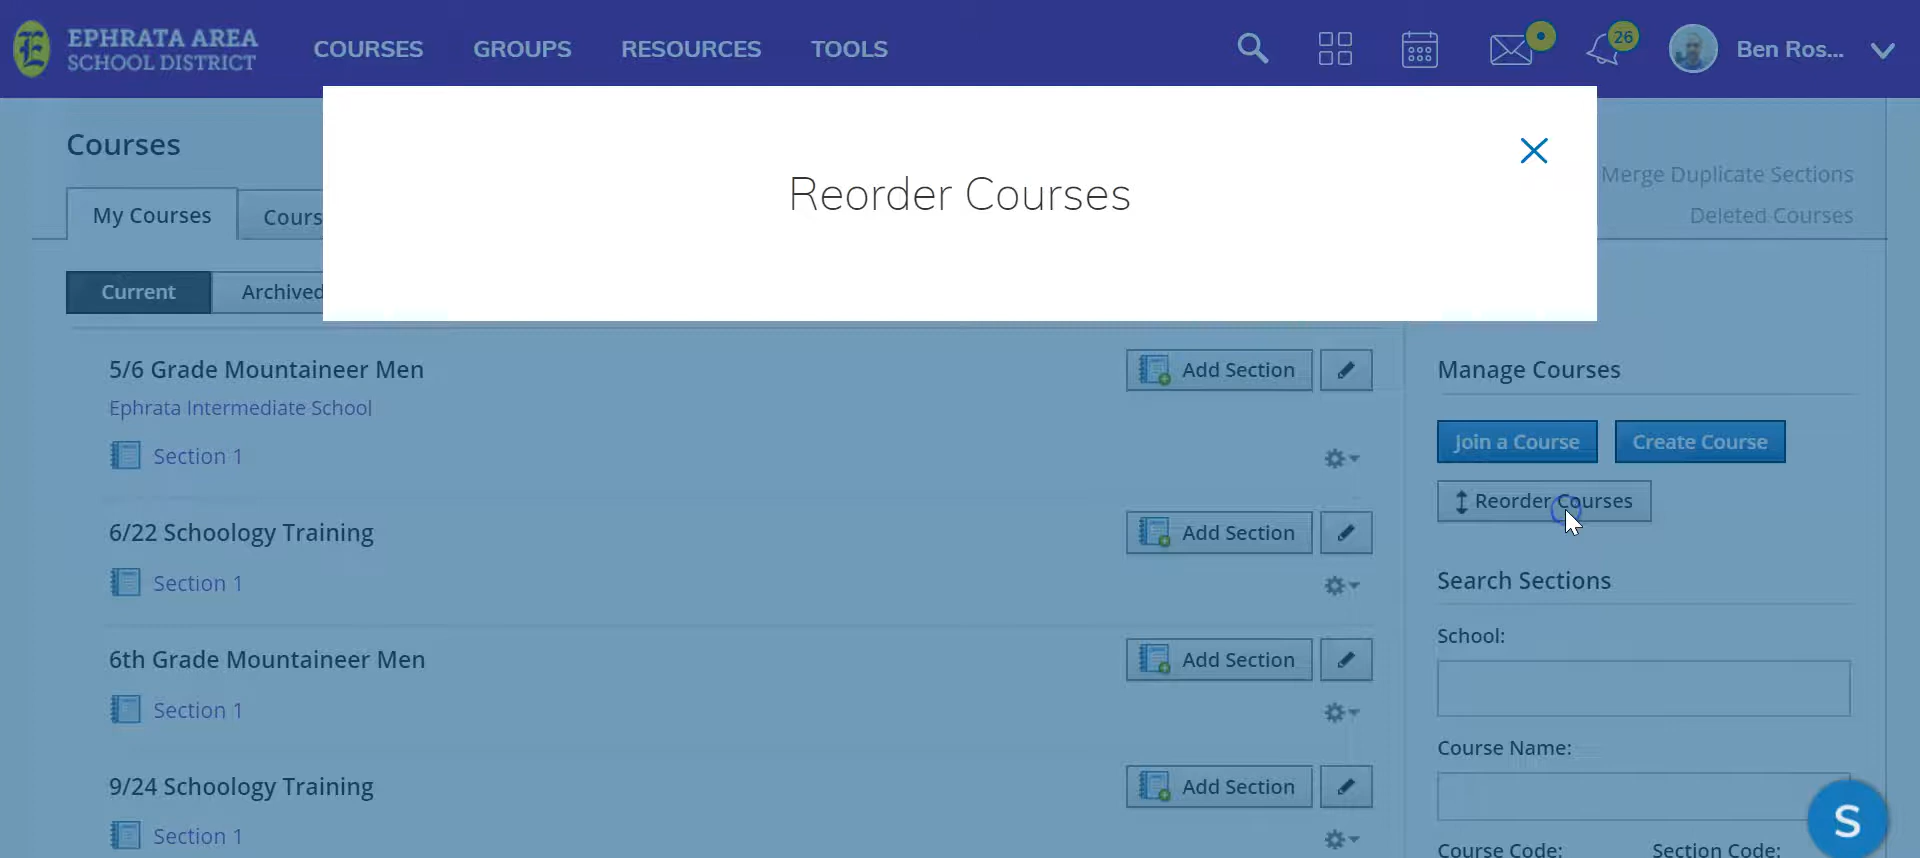 EPHRATA AREA
SCHOOL DISTRICT
COURSES GROUPS RESOURCES TOOLS
26
Ben Ros...
Courses
Reorder Courses
Merge Duplicate Sections
Deleted Courses
My Courses
Cours
Current
Archived
5/6 Grade Mountaineer Men
Add Section
Ephrata Intermediate School
Section 1
6/22 Schoology Training
Add Section
Section 1
6th Grade Mountaineer Men
Add Section
Section 1
9/24 Schoology Training
Add Section
Section 1
Manage Courses
Join a Course
Create Course
Reorder Courses
Search Sections
School:
Course Name:
Course Code: Section Code:
S